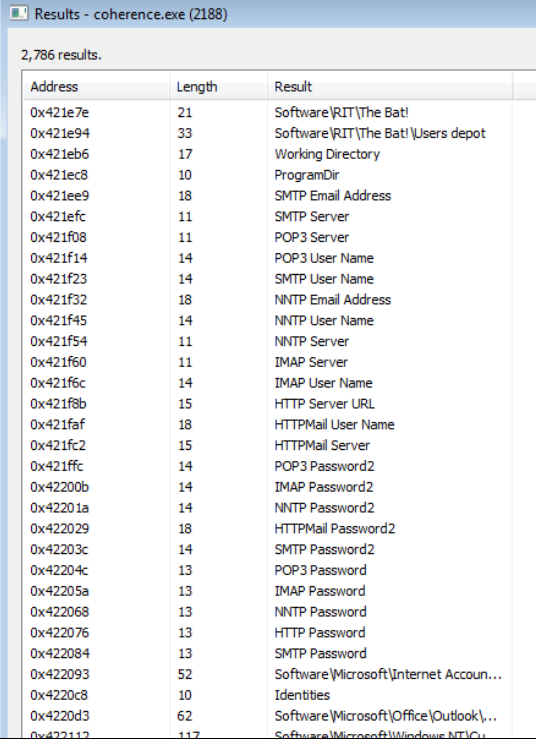 Results - coherence.exe (2188)
2,786 results.
Address Length Result
0x421e7e 21 Software\RIT\The Bat!
0x421e94 33 Software\RIT\The Bat!\Users depot
0x421eb6 17 Working Directory
0x421ec8 10 ProgramDir
0x421ee9 18 SMTP Email Address
0x421efc 11 SMTP Server
0x421f08 11 POP3 Server
0x421f14 14 POP3 User Name
0x421f23 14 SMTP User Name
0x421f32 18 NNTP Email Address
0x421f45 14 NNTP User Name
0x421f54 11 NNTP Server
0x421f60 11 IMAP Server
0x421f6c 14 IMAP User Name
0x421f8b 15 HTTP Server URL
0x421faf 18 HTTPMail User Name
0x421fc2 15 HTTPMail Server
0x421ffc 14 POP3 Password2
0x42200b 14 IMAP Password2
0x42201a 14 NNTP Password2
0x422029 18 HTTPMail Password2
0x42203c 14 SMTP Password2
0x42204c 13 POP3 Password
0x42205a 13 IMAP Password
0x422068 13 NNTP Password
0x422076 13 HTTP Password
0x422084 13 SMTP Password
0x422093 52 Software\Microsoft\Internet Accoun...
0x4220c8 10 Identities
0x4220d3 62 Software\Microsoft\Office\Outlook\...
0x422112 117 Software\Microsoft\Windows NT\Cu...